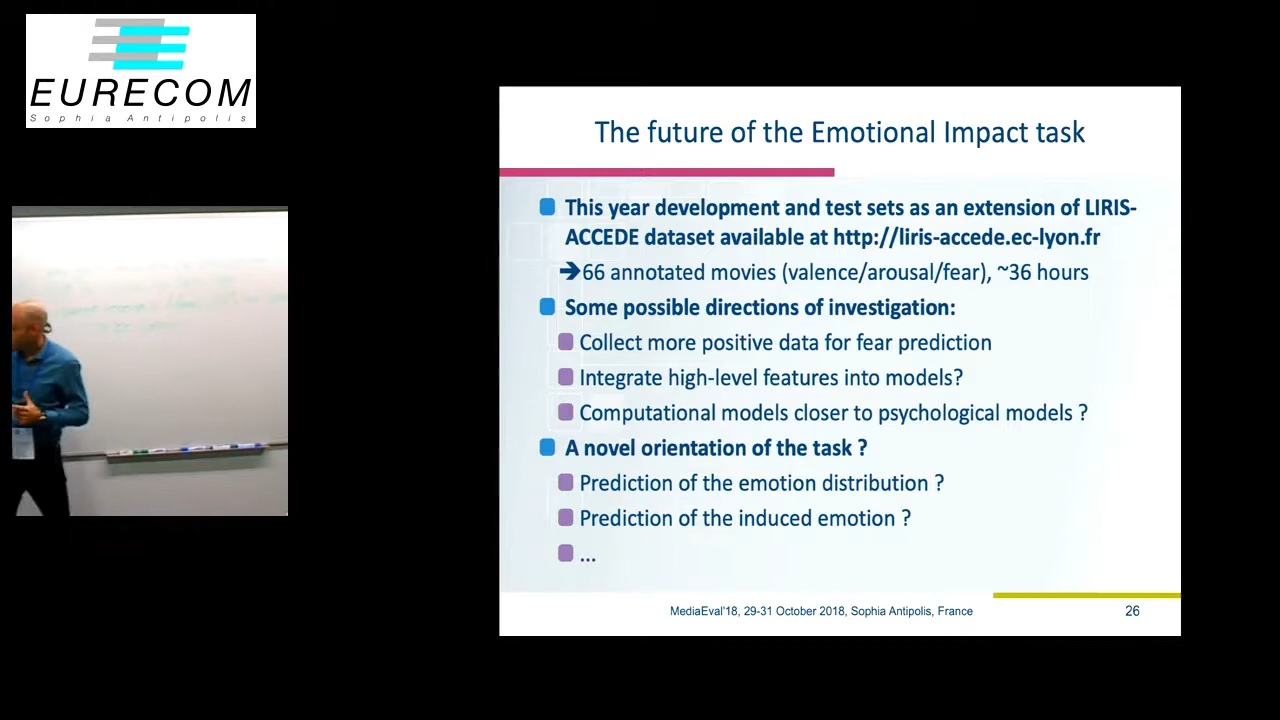 EURECOM
Sophia Antipolis
The future of the Emotional Impact task
This year development and test sets as an extension of LIRIS-
ACCEDE dataset available at http://liris-accede.ec-lyon.fr
➔66 annotated movies (valence/arousal/fear), ~36 hours
Some possible directions of investigation:
Collect more positive data for fear prediction
Integrate high-level features into models?
Computational models closer to psychological models ?
A novel orientation of the task ?
Prediction of the emotion distribution ?
Prediction of the induced emotion ?
...
MediaEval'18, 29-31 October 2018, Sophia Antipolis, France
26